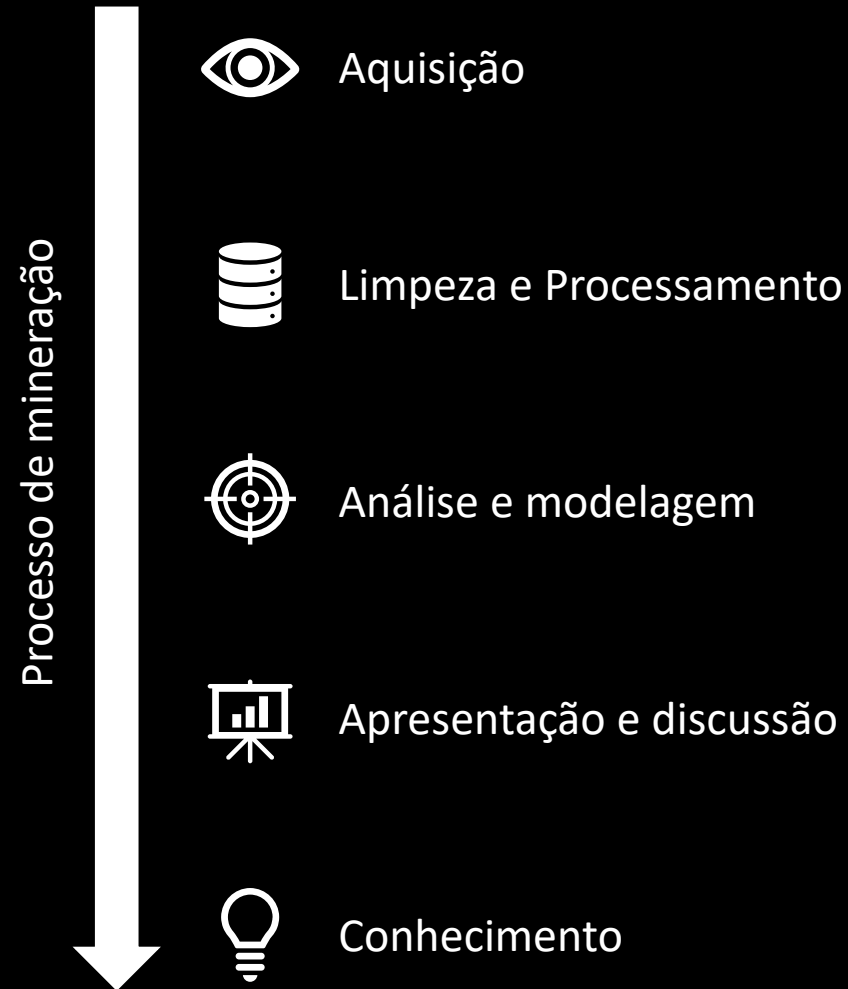 Processo de mineração
Aquisição
Limpeza e Processamento
Análise e modelagem
Apresentação e discussão
Conhecimento